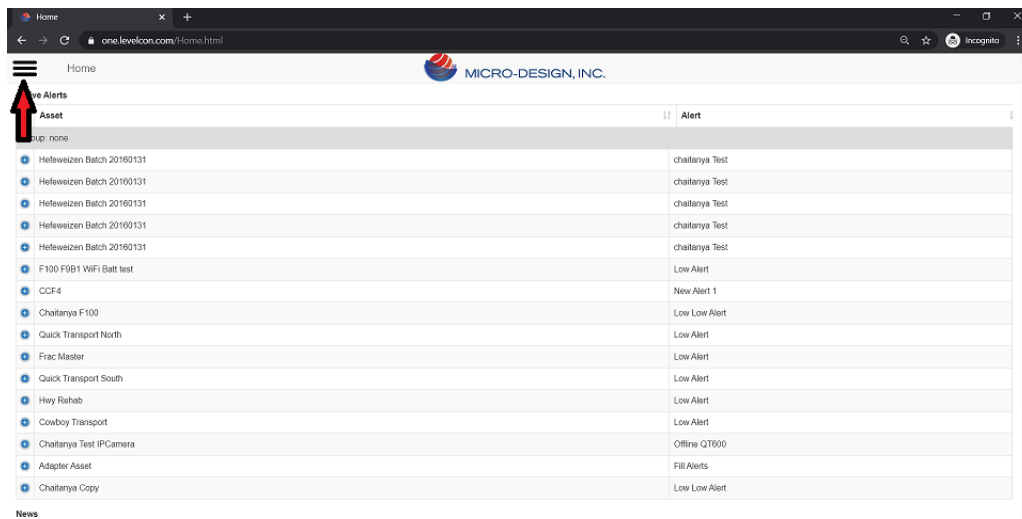 Home
one.levelcon.com/Home.html
Incognito
Home
MICRO-DESIGN, INC.
Alerts
Asset Alert
none
Hefeweizen Batch 20160131 chaitanya Test
Hefeweizen Batch 20160131 chaitanya Test
Hefeweizen Batch 20160131 chaitanya Test
Hefeweizen Batch 20160131 chaitanya Test
Hefeweizen Batch 20160131 chaitanya Test
F100 F9B1 WiFi Batt test Low Alert
CCF4 New Alert 1
Chaitanya F100 Low Low Alert
Quick Transport North Low Alert
Frac Master Low Alert
Quick Transport South Low Alert
Hwy Rehab Low Alert
Cowboy Transport Low Alert
Chaitanya Test IPCamera Offline QT600
Adapter Asset Fill Alerts
Chaitanya Copy Low Low Alert
News